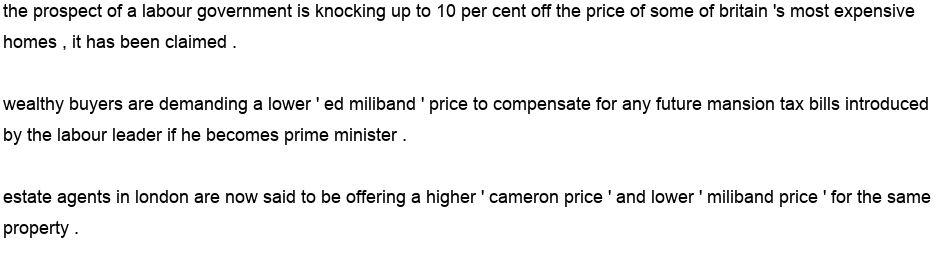 the prospect of a labour government is knocking up to 10 per cent off the price of some of britain 's most expensive
homes , it has been claimed .
wealthy buyers are demanding a lower ' ed miliband ' price to compensate for any future mansion tax bills introduced
by the labour leader if he becomes prime minister .
estate agents in london are now said to be offering a higher ' cameron price ' and lower ' miliband price ' for the same
property .